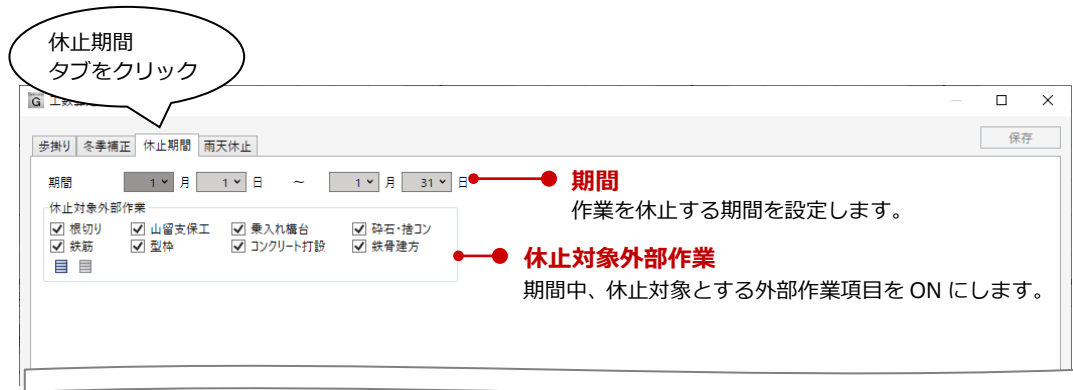 休止期間
タブをクリック
G
保存
歩掛り 冬季補正 休止期間 雨天休止
期間 1 月 1 日 ～ 1 月 31 日
期間
作業を休止する期間を設定します。
休止対象外部作業
根切り 山留支保工 乗入れ構台 砕石・捨コン
鉄筋 型枠 コンクリート打設 鉄骨建方
休止対象外部作業
期間中、休止対象とする外部作業項目を ON にします。